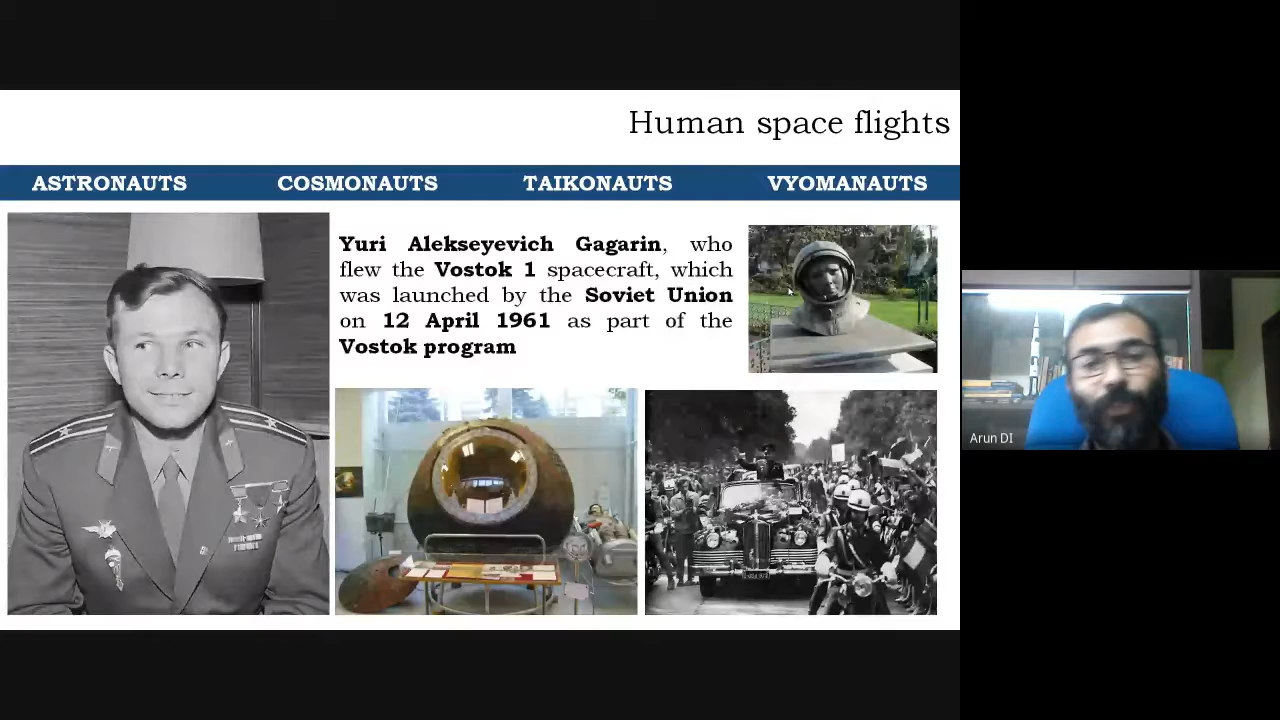 Human space flights
ASTRONAUTS COSMONAUTS TAIKONAUTS VYOMANAUTS
Yuri Alekseyevich Gagarin, who
flew the Vostok 1 spacecraft, which
was launched by the Soviet Union
on 12 April 1961 as part of the
Vostok program
Arun DI